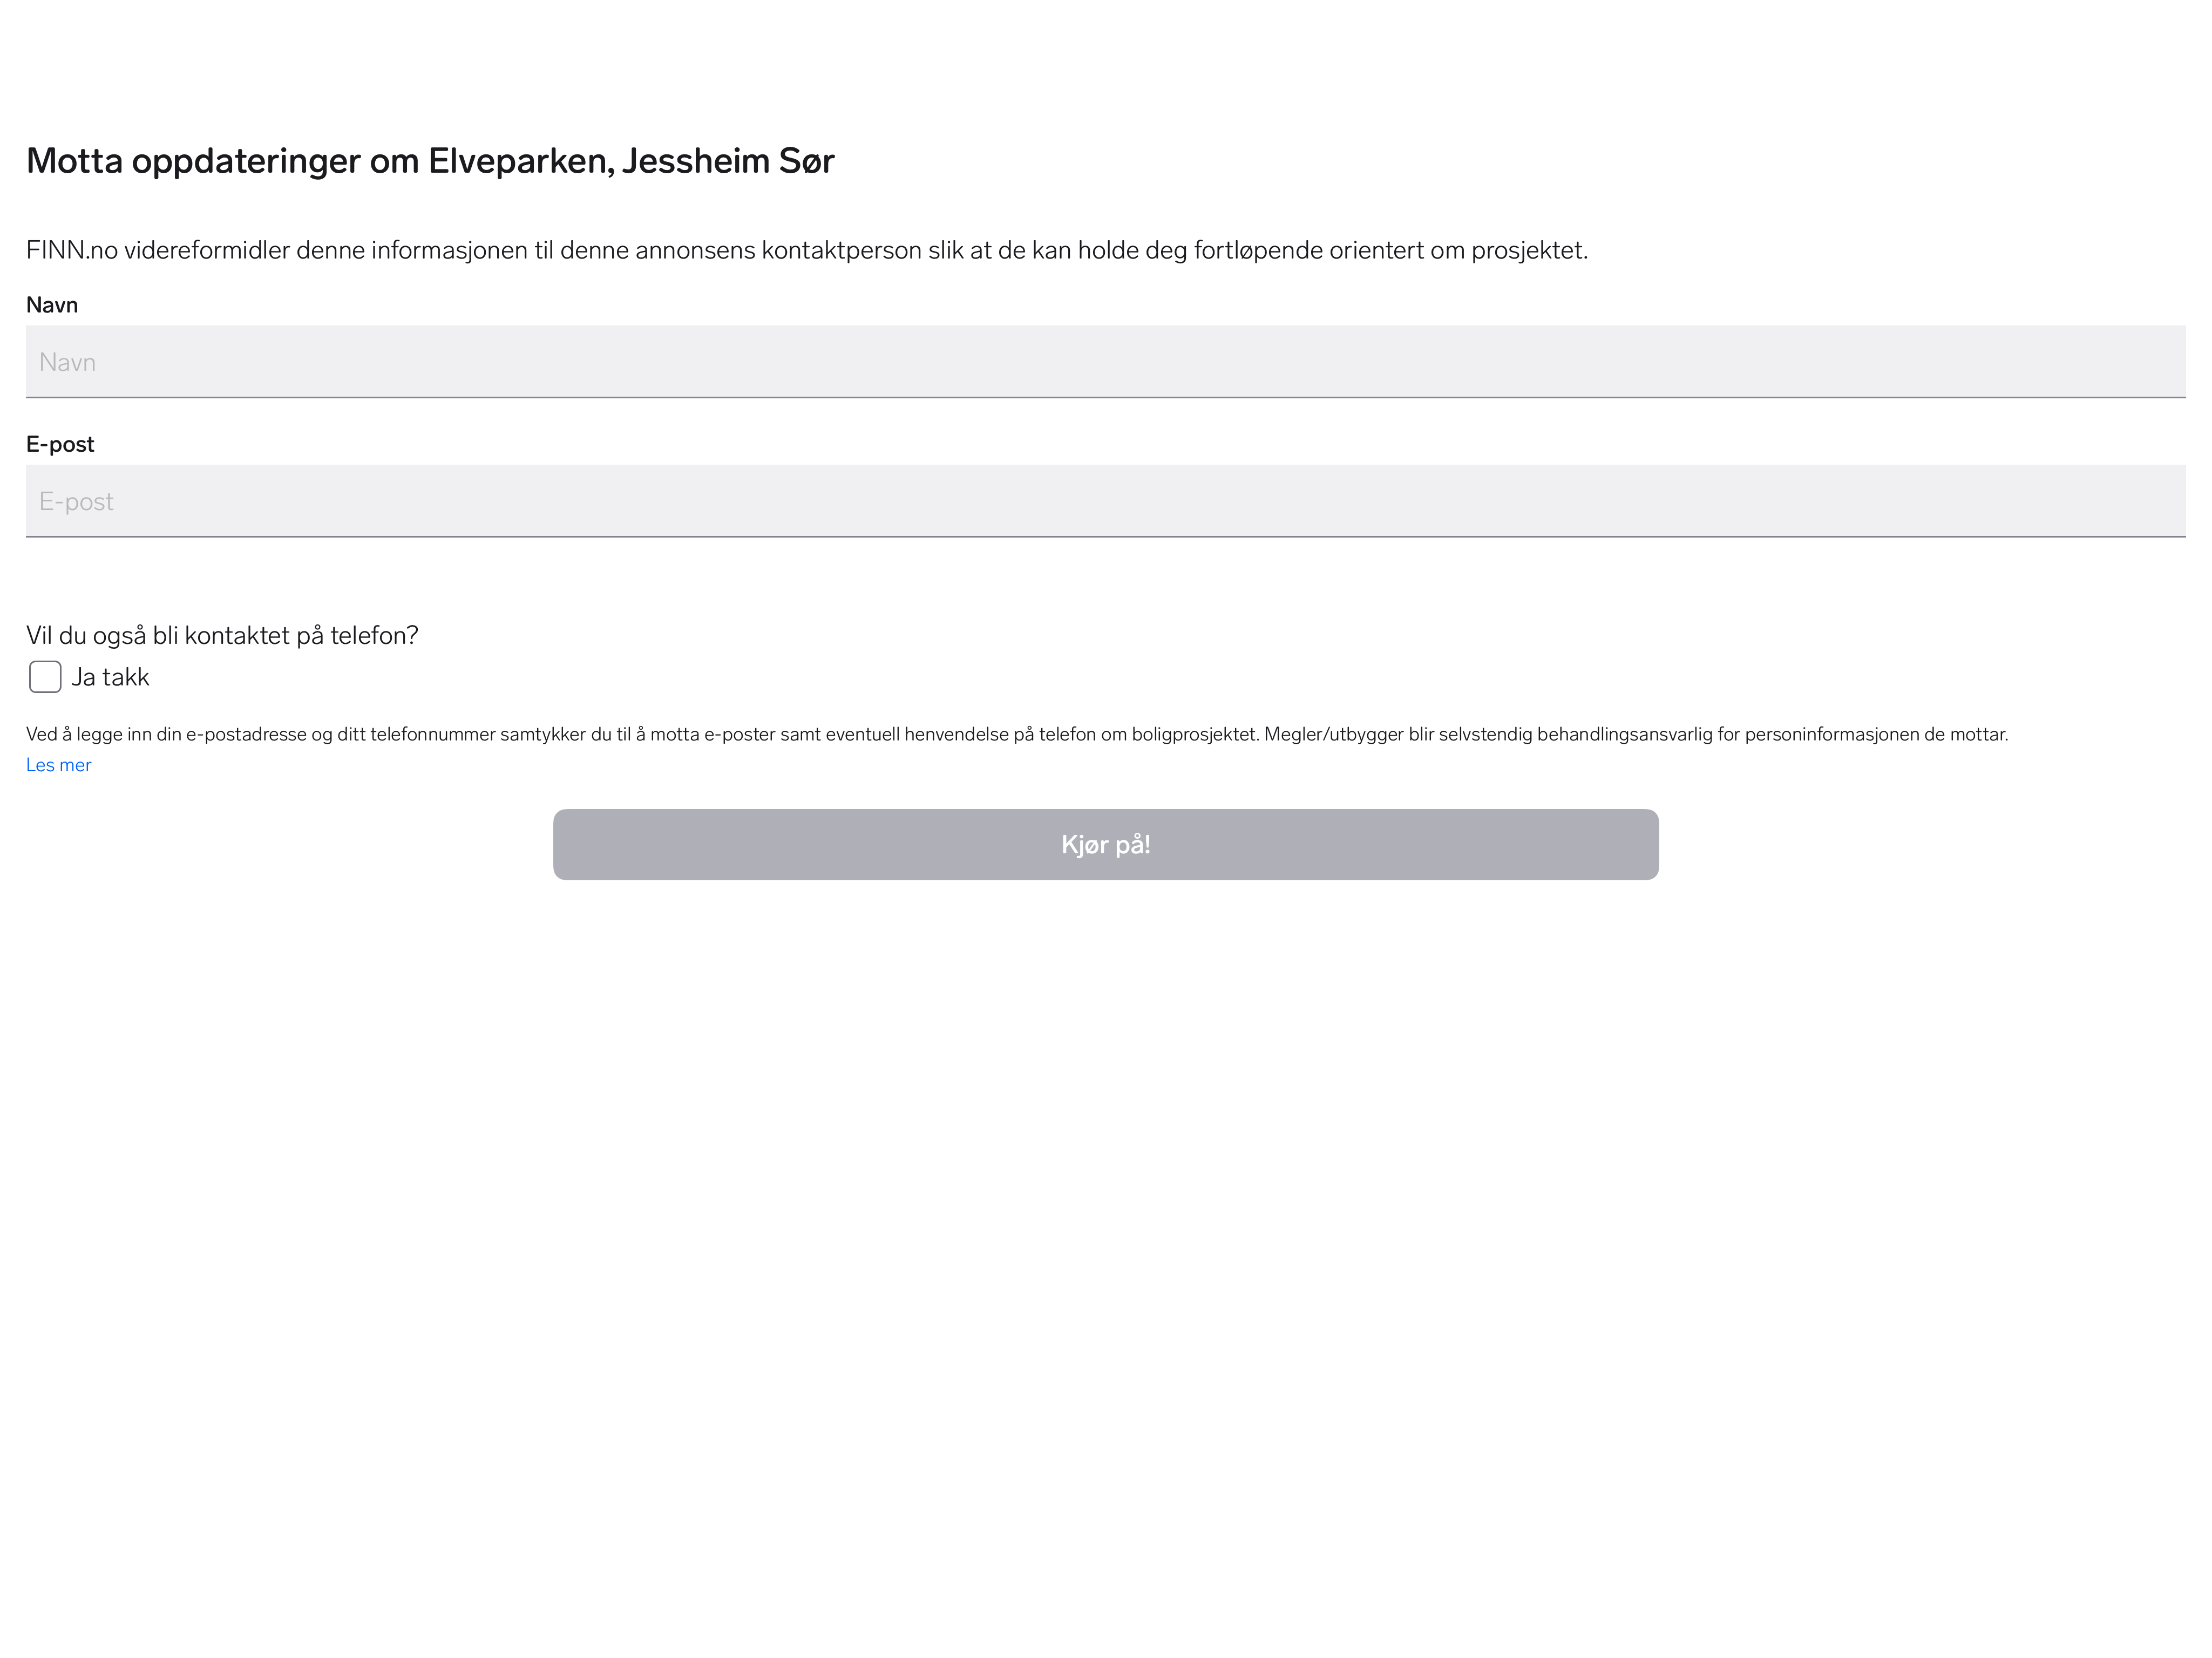 Motta oppdateringer om Elveparken, Jessheim Sør
FINN.no videreformidler denne informasjonen til denne annonsens kontaktperson slik at de kan holde deg fortløpende orientert om prosjektet.
Navn
Navn
E-post
E-post
Vil du også bli kontaktet på telefon?
Ja takk
Ved å legge inn din e-postadresse og ditt telefonnummer samtykker du til å motta e-poster samt eventuell henvendelse på telefon om boligprosjektet. Megler/utbygger blir selvstendig behandlingsansvarlig for personinformasjonen de mottar.
Les mer
Kjør på!